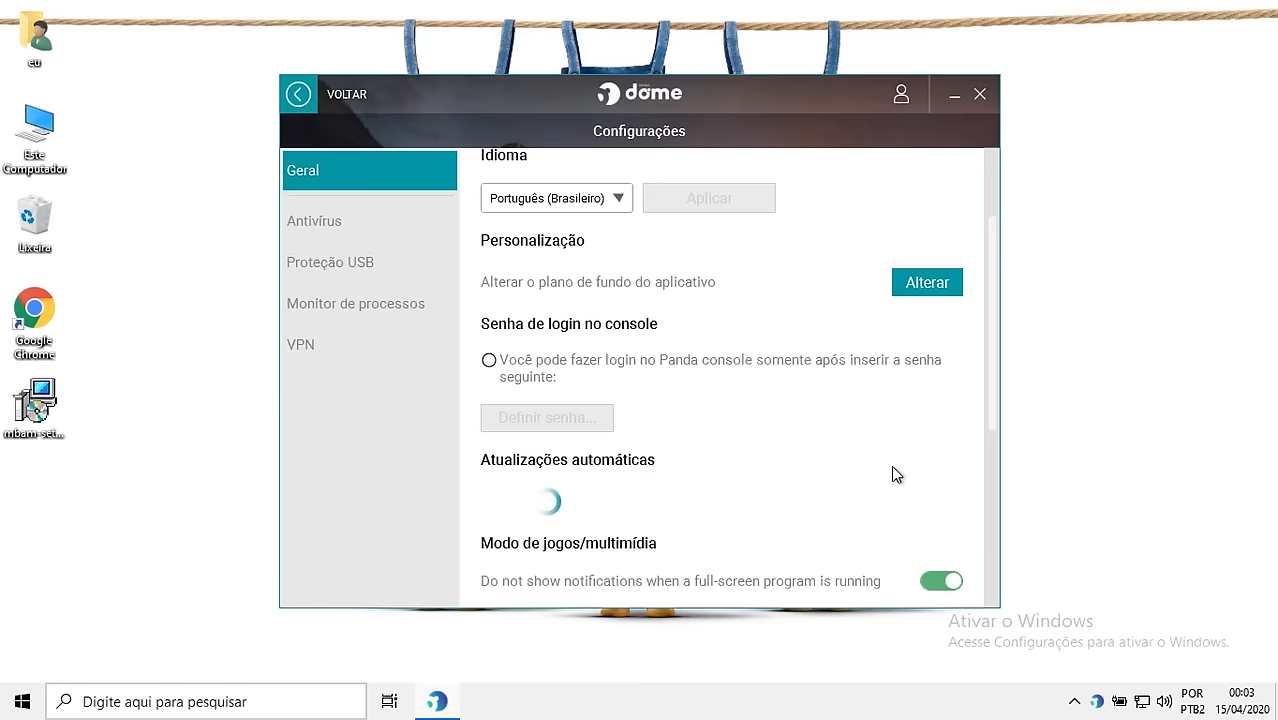 eu
Este
Computador
Lixeira
Google
Chrome
mbam-set...
VOLTAR
dome
Configurações
Geral
Antivírus
Proteção USB
Monitor de processos
VPN
Idioma
Português (Brasileiro)
Aplicar
Personalização
Alterar o plano de fundo do aplicativo
Alterar
Senha de login no console
Você pode fazer login no Panda console somente após inserir a senha
seguinte:
Definir senha...
Atualizações automáticas
Modo de jogos/multimídia
Do not show notifications when a full-screen program is running
Ativar o Windows
Acesse Configurações para ativar o Windows.
Digite aqui para pesquisar
POR
PTB2
00:03
15/04/2020